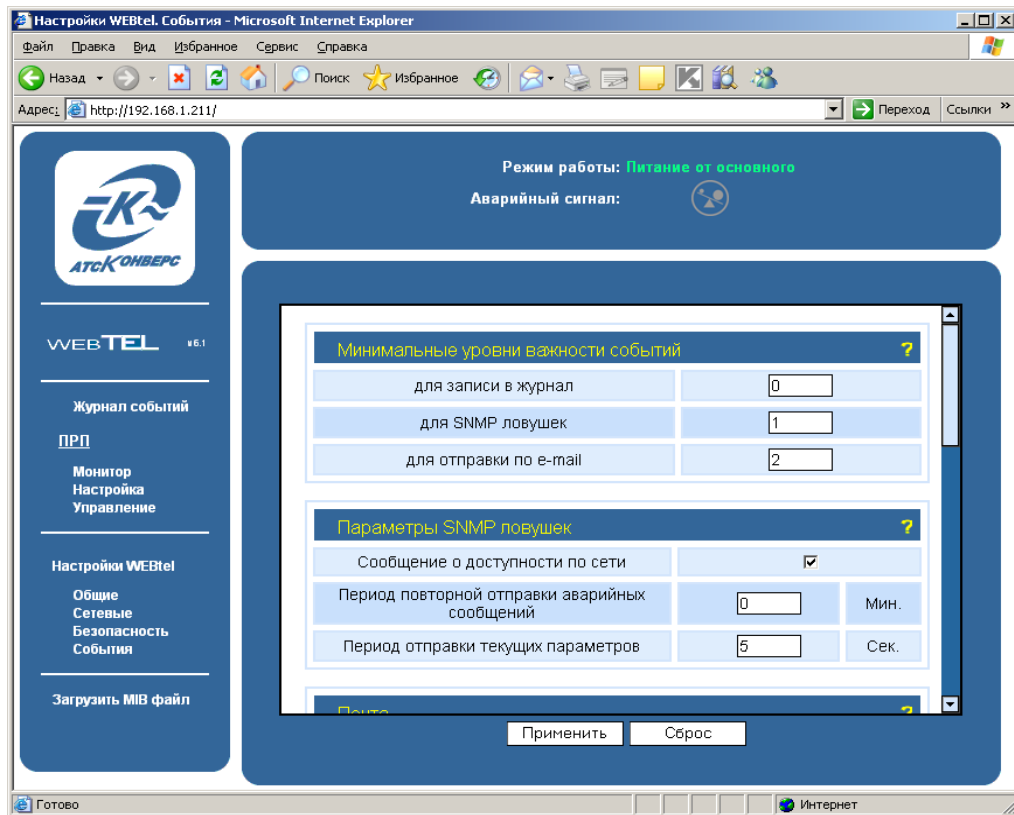 Настройки WEBtel. События - Microsoft Internet Explorer
Файл Правка Вид Избранное Сервис Справка
Назад Поиск Избранное
Адрес: http://192.168.1.211/ Переход Ссылки »
Режим работы: Питание от основного
Аварийный сигнал:
АТСКОНВЕРС
WEBTEL v6.1
Журнал событий
ПРП
Монитор
Настройка
Управление
Настройки WEBtel
Общие
Сетевые
Безопасность
События
Загрузить MIB файл
Минимальные уровни важности событий ?
для записи в журнал 0
для SNMP ловушек 1
для отправки по e-mail 2
Параметры SNMP ловушек ?
Сообщение о доступности по сети
Период повторной отправки аварийных
сообщений 0 Мин.
Период отправки текущих параметров 5 Сек.
Почта ?
Применить Сброс
Готово Интернет